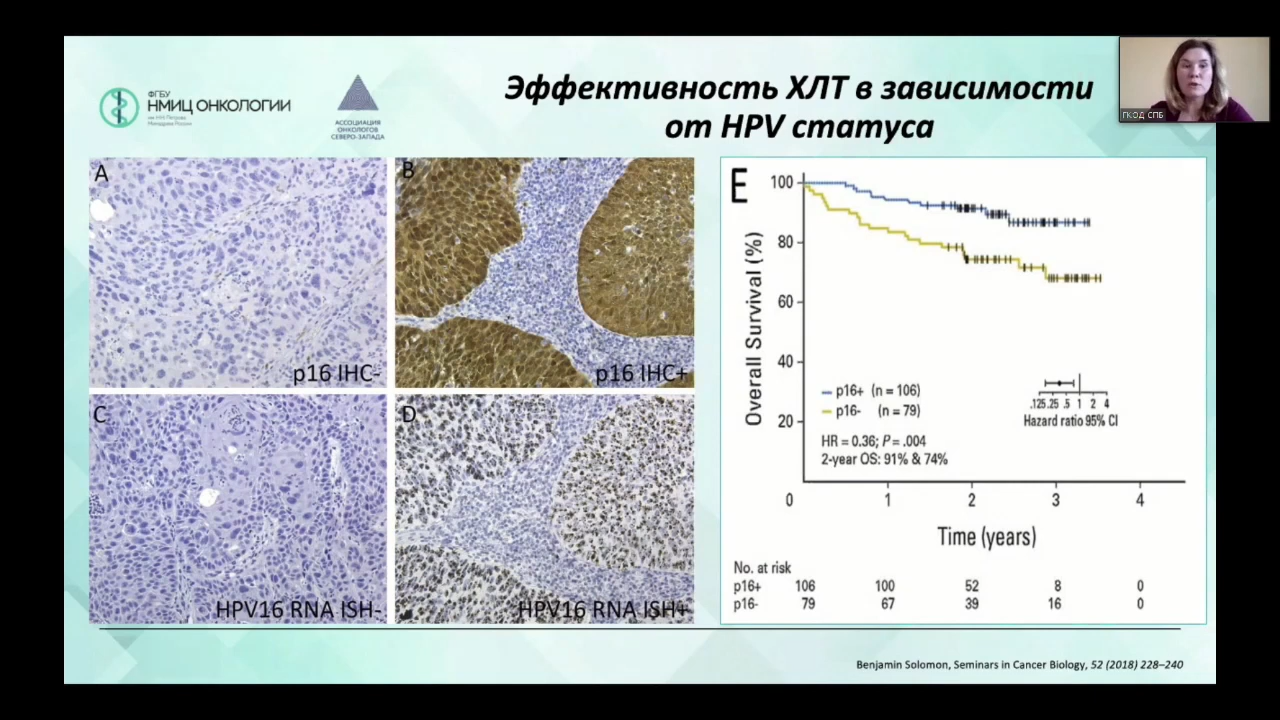 ФГБУ
НМИЦ ОНКОЛОГИИ
им Н.Н. Петрова
Минздрава России
АССОЦИАЦИЯ
ОНКОЛОГОВ
СЕВЕРО-ЗАПАДА
Эффективность ХЛТ в зависимости
от HPV статуса
ГКОД СПБ
A
p16 IHC-
B
p16 IHC+
C
HPV16 RNA ISH-
D
HPV16 RNA ISH+
E
Overall Survival (%)
100
80
60
40
20
p16+ (n = 106)
p16- (n = 79)
HR = 0.36; P = .004
2-year OS: 91% & 74%
.125 .25 .5 1 2 4
Hazard ratio 95% CI
0 1 2 3 4
Time (years)
No. at risk
p16+ 106 100 52 8 0
p16- 79 67 39 16 0
Benjamin Solomon, Seminars in Cancer Biology, 52 (2018) 228–240